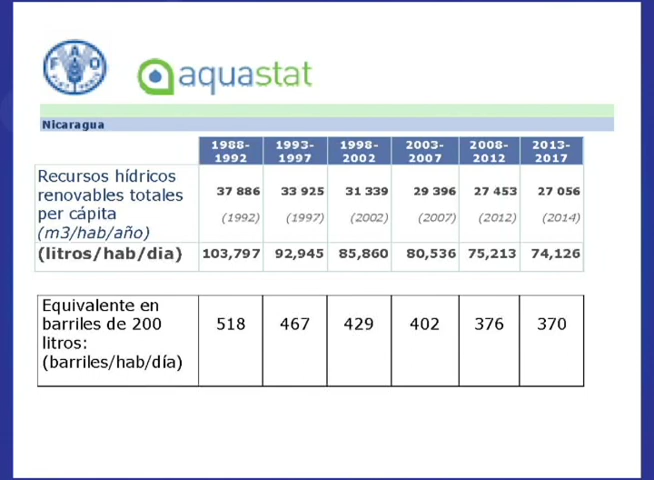 F A O
aquastat
Nicaragua
1988-1992 1993-1997 1998-2002 2003-2007 2008-2012 2013-2017
Recursos hídricos renovables totales per cápita (m3/hab/año) 37 886 33 925 31 339 29 396 27 453 27 056
(1992) (1997) (2002) (2007) (2012) (2014)
(litros/hab/dia) 103,797 92,945 85,860 80,536 75,213 74,126
Equivalente en
barriles de 200
litros:
(barriles/hab/día) 518 467 429 402 376 370